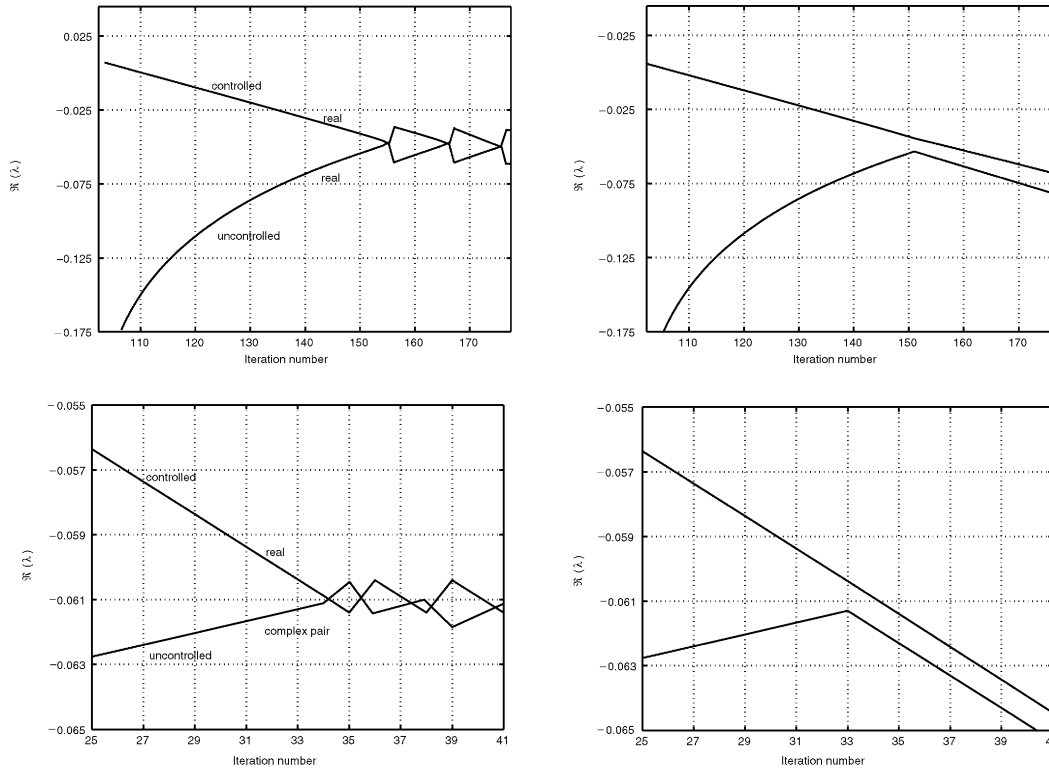 0.025
controlled
−0.025
real
ℜ (λ)
−0.075
real
−0.125
uncontrolled
−0.175
110 120 130 140 150 160 170
Iteration number
−0.025
−0.025
ℜ (λ)
−0.075
−0.125
−0.175
110 120 130 140 150 160 170
Iteration number
−0.055
−0.057
controlled
−0.059
real
ℜ (λ)
−0.061
complex pair
uncontrolled
−0.063
−0.065
25 27 29 31 33 35 37 39 41
Iteration number
−0.055
−0.057
−0.059
ℜ (λ)
−0.061
−0.063
−0.065
25 27 29 31 33 35 37 39
Iteration number